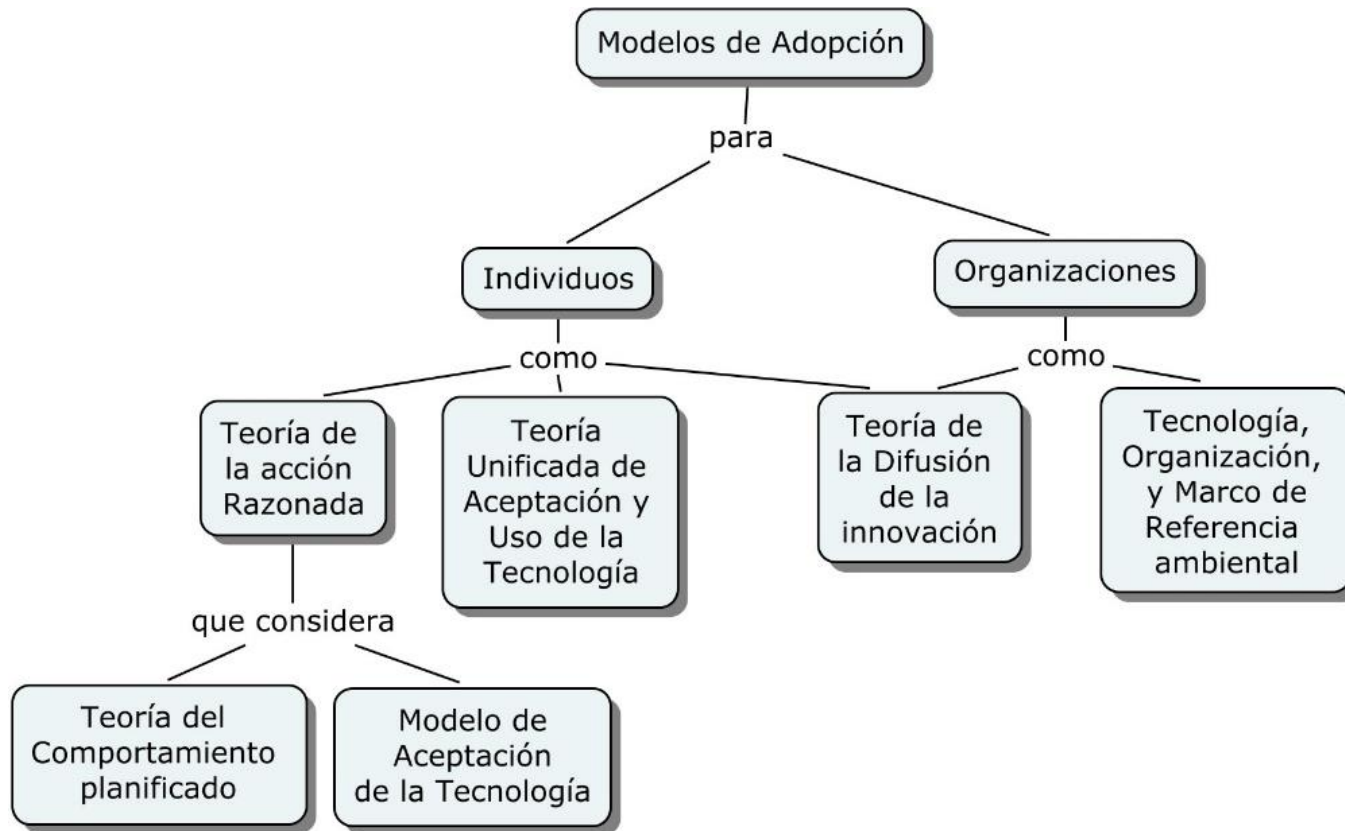 Modelos de Adopción
para
Individuos
Organizaciones
como
como
Teoría de
la acción
Razonada
Teoría
Unificada de
Aceptación y
Uso de la
Tecnología
Teoría de
la Difusión
de la
innovación
Tecnología,
Organización,
y Marco de
Referencia
ambiental
que considera
Teoría del
Comportamiento
planificado
Modelo de
Aceptación
de la Tecnología